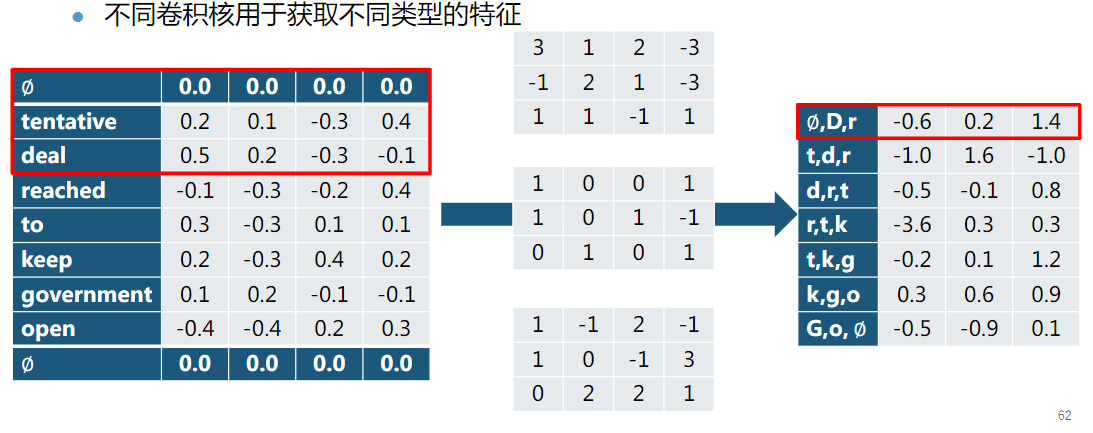 • 不同卷积核用于获取不同类型的特征
∅ 0.0 0.0 0.0 0.0
tentative 0.2 0.1 -0.3 0.4
deal 0.5 0.2 -0.3 -0.1
reached -0.1 -0.3 -0.2 0.4
to 0.3 -0.3 0.1 0.1
keep 0.2 -0.3 0.4 0.2
government 0.1 0.2 -0.1 -0.1
open -0.4 -0.4 0.2 0.3
∅ 0.0 0.0 0.0 0.0
3 1 2 -3
-1 2 1 -3
1 1 -1 1
1 0 0 1
1 0 1 -1
0 1 0 1
1 -1 2 -1
1 0 -1 3
0 2 2 1
∅,D,r -0.6 0.2 1.4
t,d,r -1.0 1.6 -1.0
d,r,t -0.5 -0.1 0.8
r,t,k -3.6 0.3 0.3
t,k,g -0.2 0.1 1.2
k,g,o 0.3 0.6 0.9
G,o, ∅ -0.5 -0.9 0.1
62